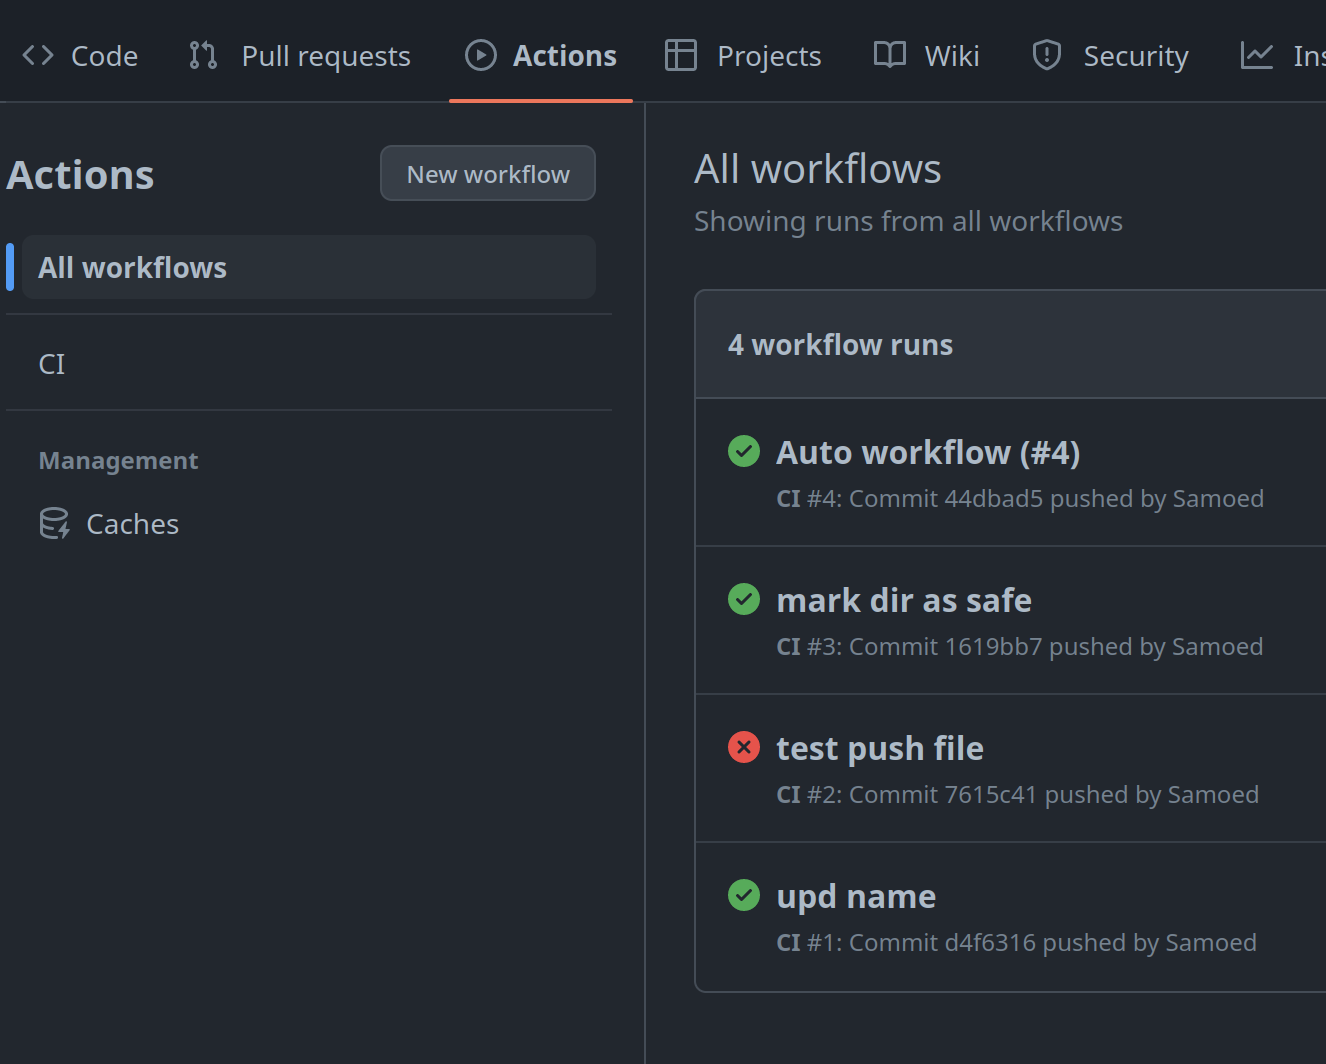 Code Pull requests Actions Projects Wiki Security Ins
Actions
New workflow
All workflows
CI
Management
Caches
All workflows
Showing runs from all workflows
4 workflow runs
Auto workflow (#4)
CI #4: Commit 44dbad5 pushed by Samoed
mark dir as safe
CI #3: Commit 1619bb7 pushed by Samoed
test push file
CI #2: Commit 7615c41 pushed by Samoed
upd name
CI #1: Commit d4f6316 pushed by Samoed